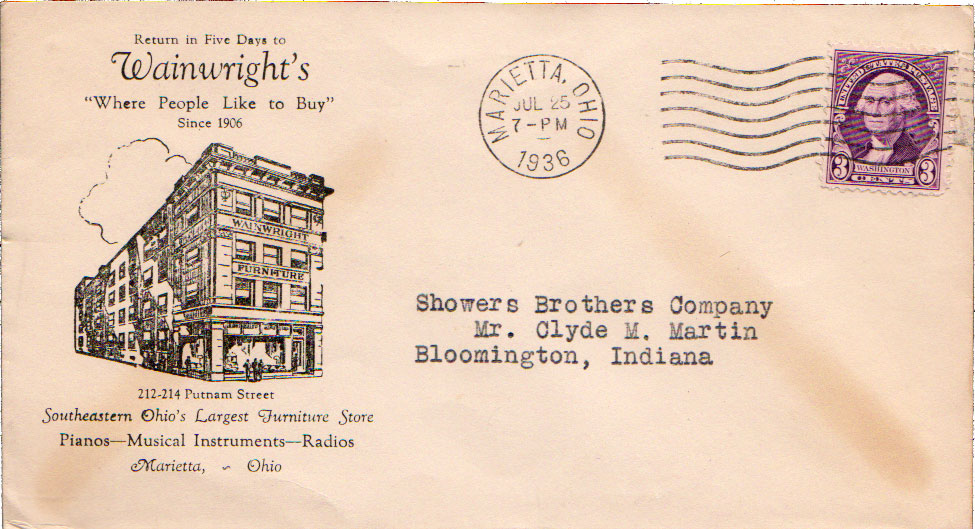 Return in Five Days to
Wainwright's
"Where People Like to Buy"
Since 1906
WAINWRIGHT
FURNITURE
212-214 Putnam Street
Southeastern Ohio's Largest Furniture Store
Pianos—Musical Instruments—Radios
Marietta, ~ Ohio
MARIETTA, OHIO
JUL 25
7-PM
1936
UNITED STATES POSTAGE
3 WASHINGTON 3
CENTS
Showers Brothers Company
Mr. Clyde M. Martin
Bloomington, Indiana